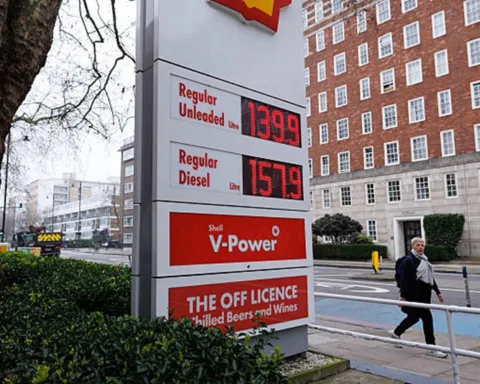 Regular
Unleaded Litre 139.9
Regular
Diesel Litre 157.9
Shell
V-Power
THE OFF LICENCE
Chilled Beers and Wines